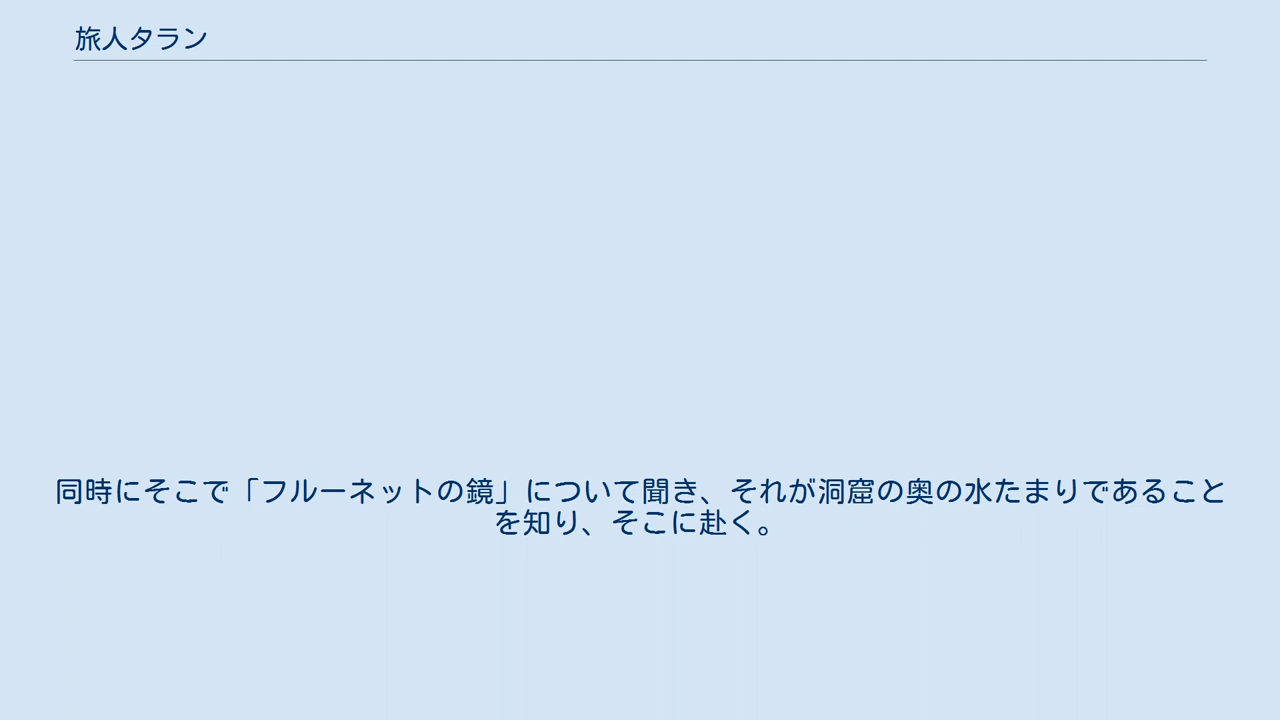 旅人タラン
同時にそこで「フルーネットの鏡」について聞き、それが洞窟の奥の水たまりであること
を知り、そこに赴く。